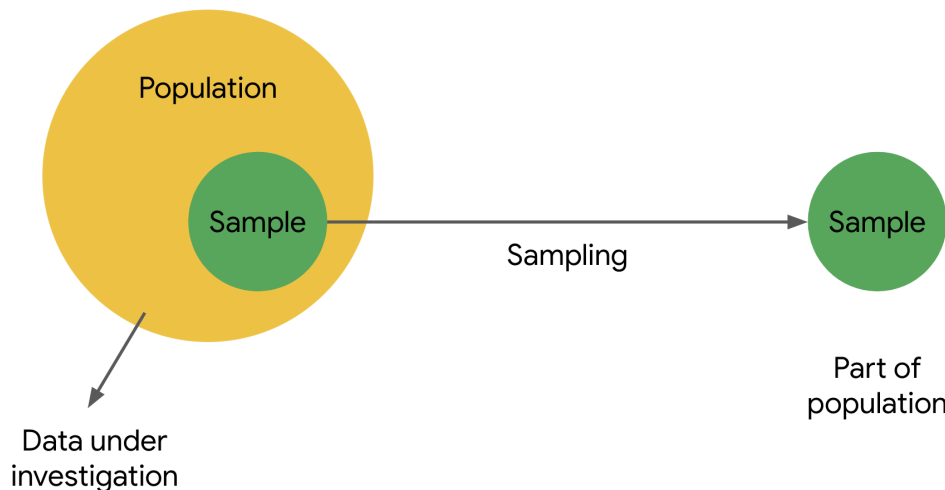 Population
Sample
Sampling
Sample
Part of
population
Data under
investigation